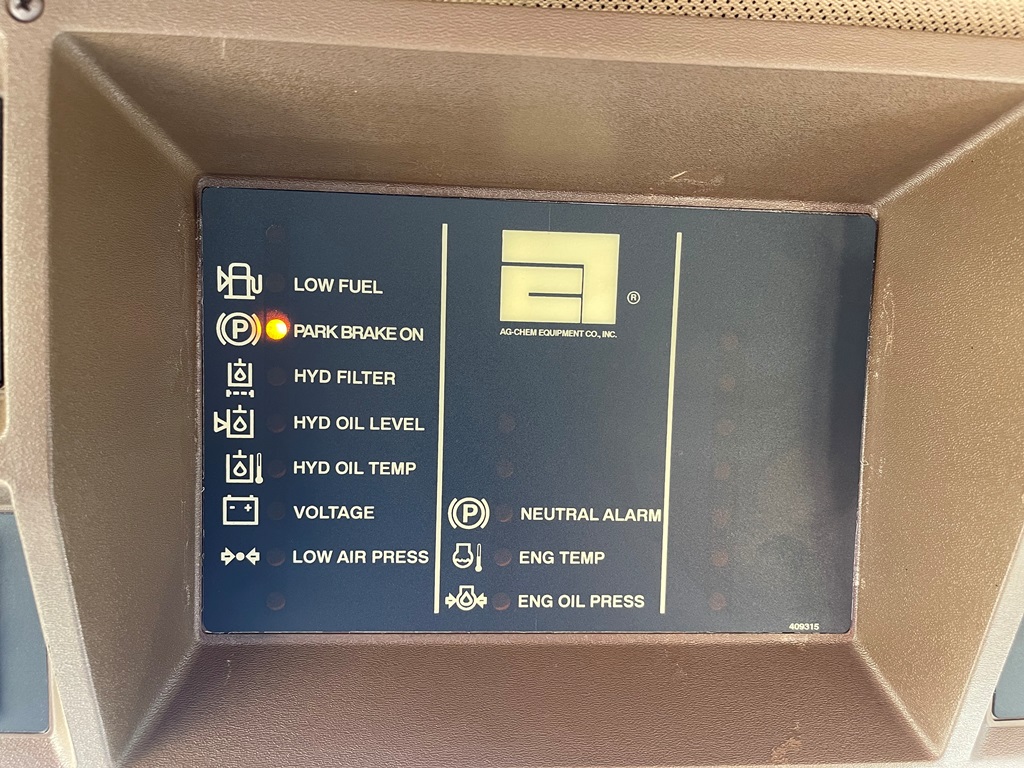 LOW FUEL
PARK BRAKE ON
HYD FILTER
HYD OIL LEVEL
HYD OIL TEMP
VOLTAGE
LOW AIR PRESS
®
AG-CHEM EQUIPMENT CO., INC.
NEUTRAL ALARM
ENG TEMP
ENG OIL PRESS
409315